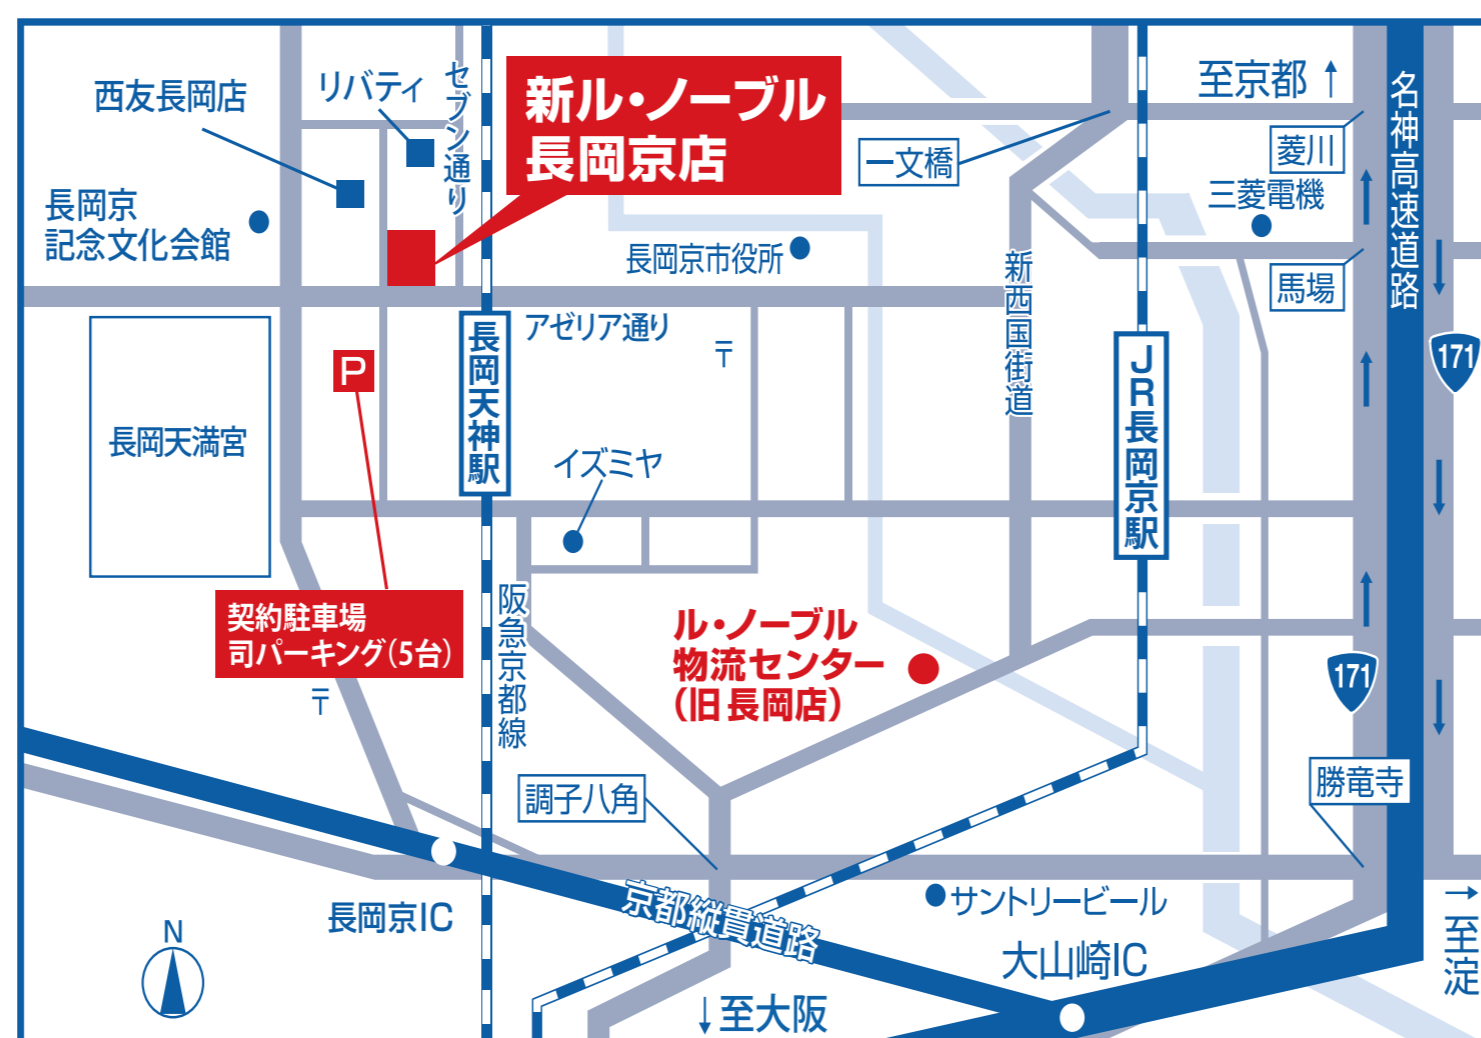 新ル・ノーブル
長岡京店
西友長岡店
リバティ
セブン通り
長岡京
記念文化会館
一文橋
至京都↑
菱川
三菱電機
馬場
名神高速道路
長岡京市役所
新西国街道
アゼリア通り
〒
長岡天神駅
JR長岡京駅
171
P
長岡天満宮
イズミヤ
契約駐車場
司パーキング(5台)
〒
阪急京都線
ル・ノーブル
物流センター
(旧長岡店)
171
調子八角
勝竜寺
長岡京IC
京都縦貫道路
サントリービール
大山崎IC
→至淀
↓至大阪
N